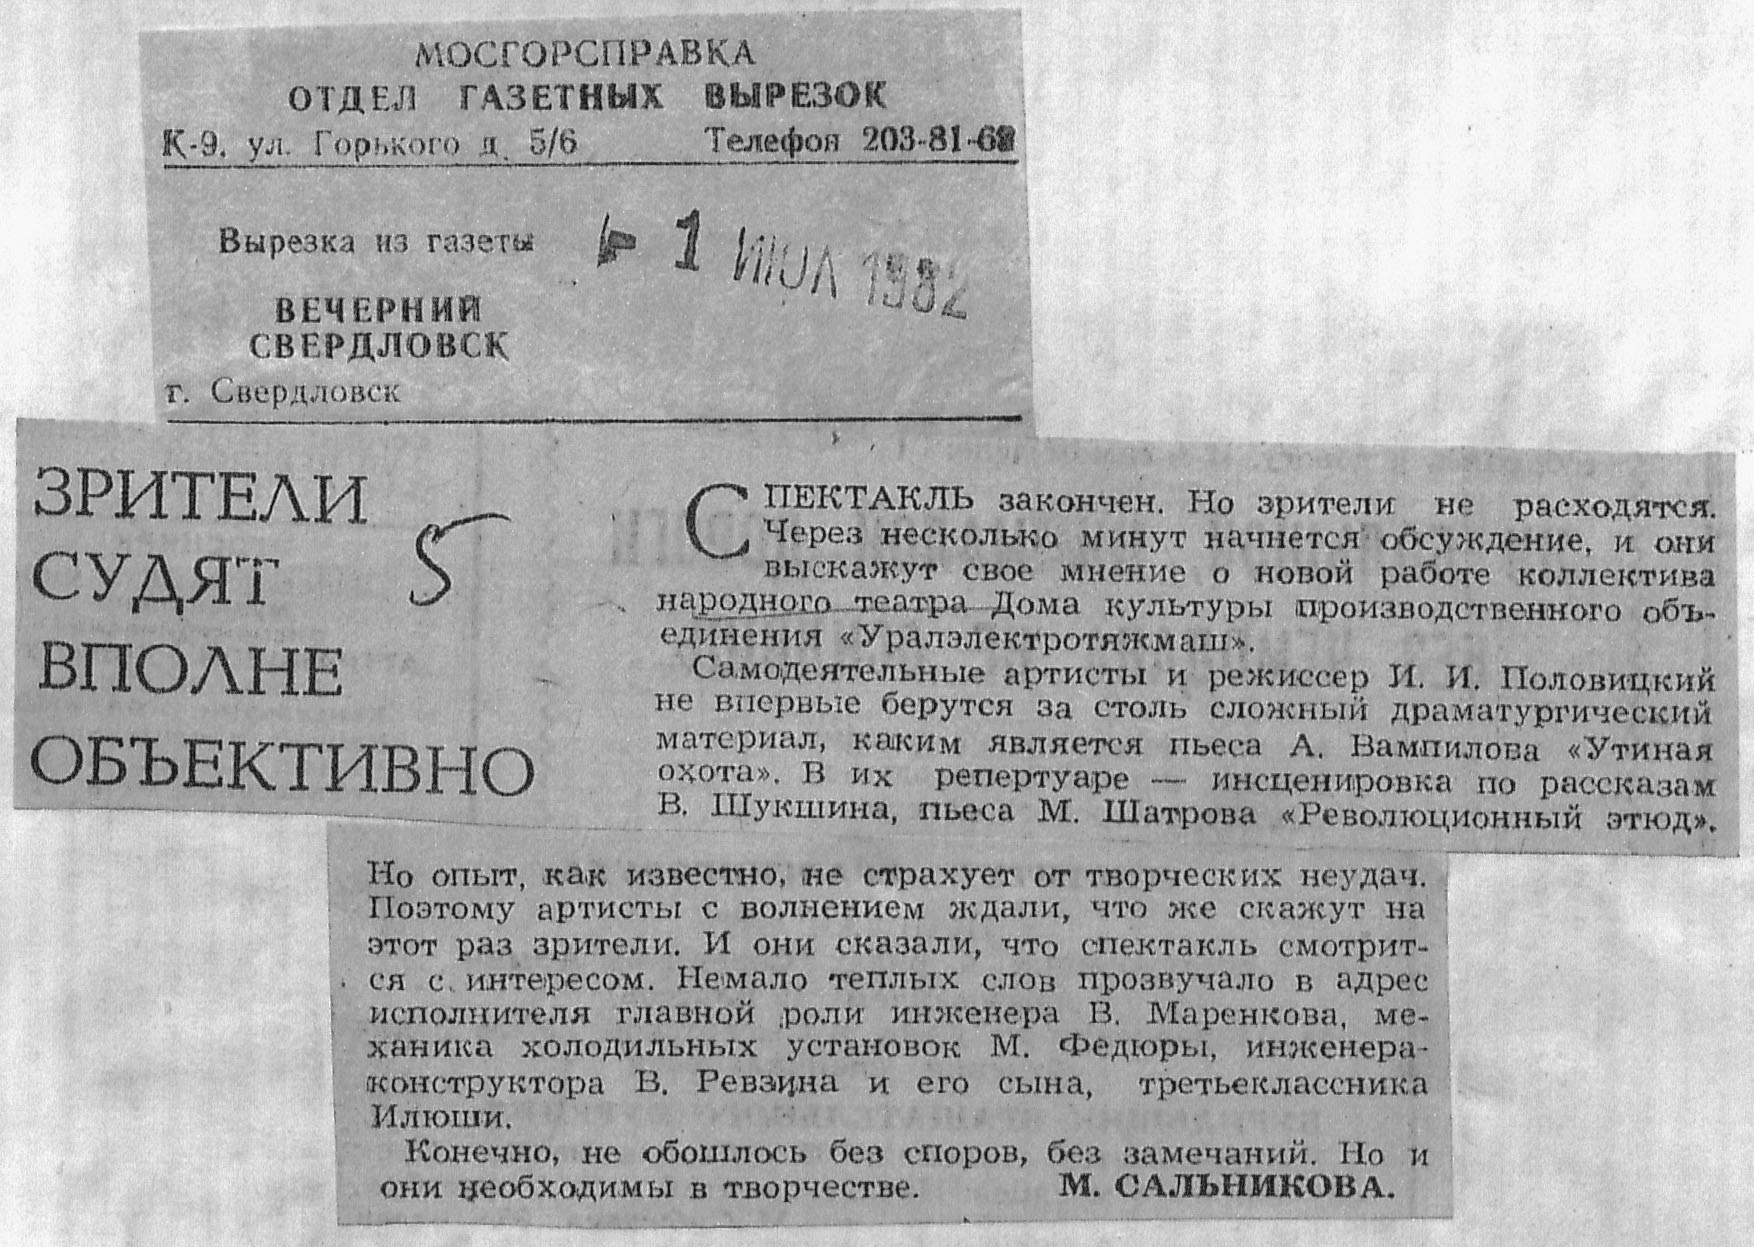 МОСГОРСПРАВКА
ОТДЕЛ ГАЗЕТНЫХ ВЫРЕЗОК
К-9, ул. Горького д. 5/6 Телефон 203-81-6
Вырезка из газеты
1 ИЮЛ 1982
ВЕЧЕРНИЙ
СВЕРДЛОВСК
г. Свердловск
ЗРИТЕЛИ
СУДЯТ
ВПОЛНЕ
ОБЪЕКТИВНО
5
СПЕКТАКЛЬ закончен. Но зрители не расходятся.
Через несколько минут начнется обсуждение, и они
выскажут свое мнение о новой работе коллектива
народного театра Дома культуры производственного объ-
единения «Уралэлектротяжмаш».
Самодеятельные артисты и режиссер И. И. Половицкий
не впервые берутся за столь сложный драматургический
материал, каким является пьеса А. Вампилова «Утиная
охота». В их репертуаре — инсценировка по рассказам
В. Шукшина, пьеса М. Шатрова «Революционный этюд».
Но опыт, как известно, не страхует от творческих неудач.
Поэтому артисты с волнением ждали, что же скажут на
этот раз зрители. И они сказали, что спектакль смотрит-
ся с интересом. Немало теплых слов прозвучало в адрес
исполнителя главной роли инженера В. Маренкова, ме-
ханика холодильных установок М. Федюры, инженера-
конструктора В. Ревзина и его сына, третьеклассника
Илюши.
Конечно, не обошлось без споров, без замечаний. Но и
они необходимы в творчестве. М. САЛЬНИКОВА.